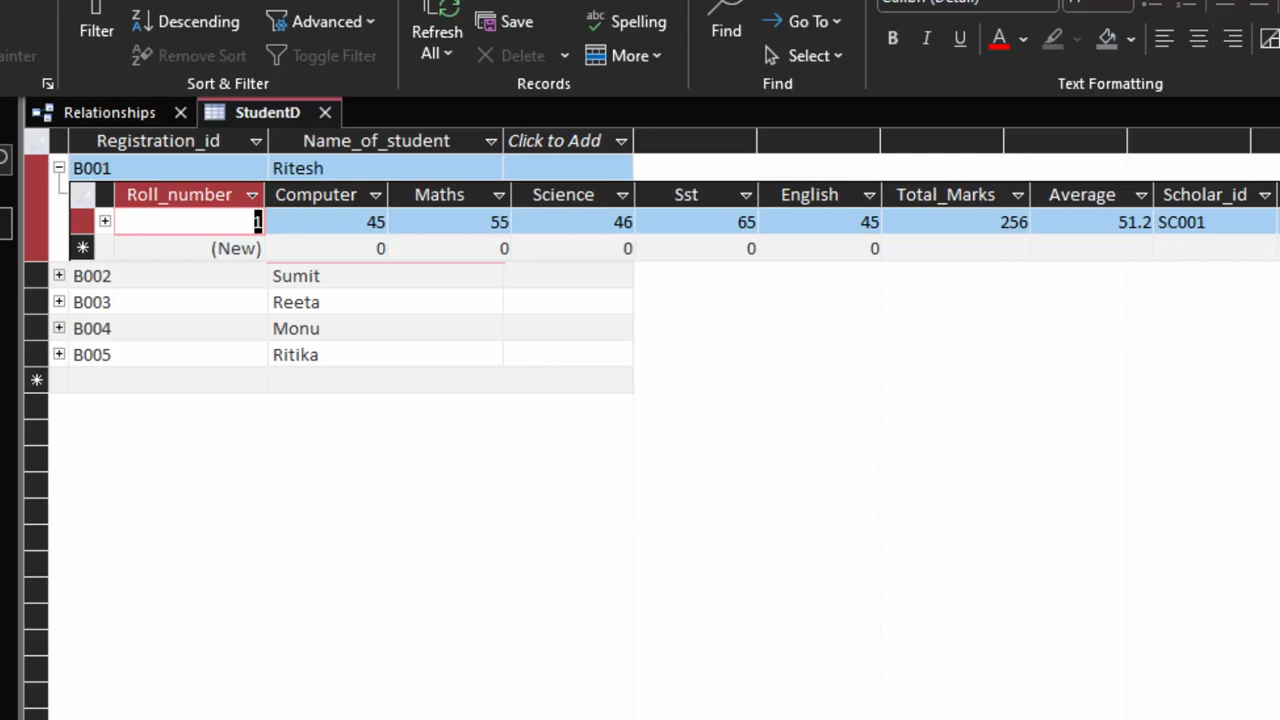 Filter
Descending
Remove Sorter
Advanced
Toggle Filter
Sort & Filter
Refresh
All
Save
Delete
Spelling
More
Records
Find
Go To
Select
Find
B I U A
Text Formatting
Relationships
StudentD
Registration_id Name_of_student Click to Add
B001 Ritesh
Roll_number Computer Maths Science Sst English Total_Marks Average Scholar_id
1 45 55 46 65 45 256 51.2 SC001
(New) 0 0 0 0 0
B002 Sumit
B003 Reeta
B004 Monu
B005 Ritika